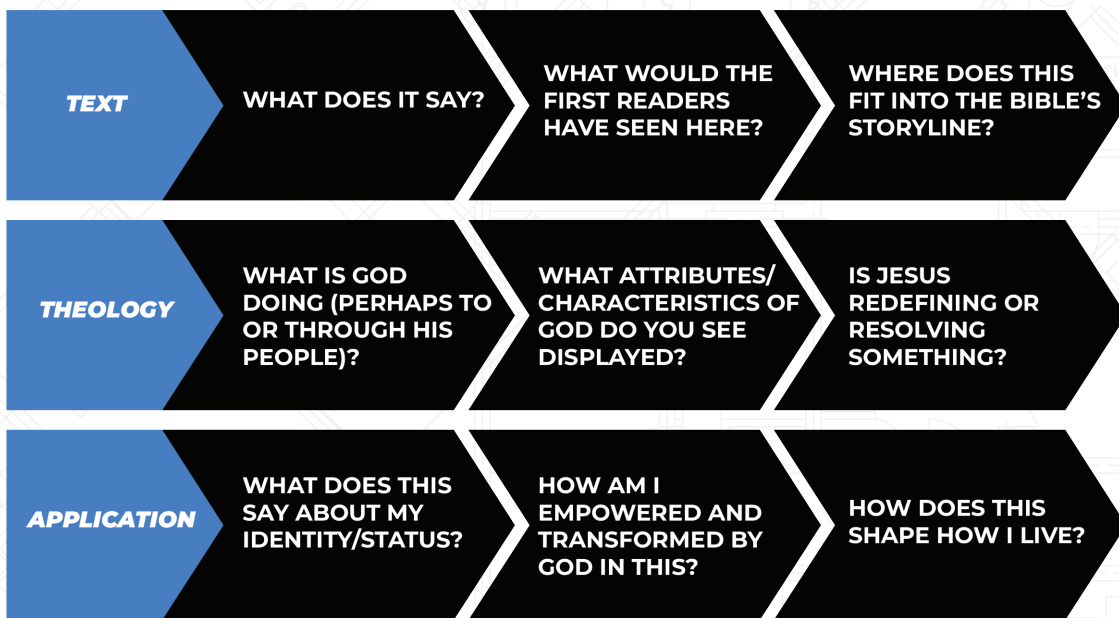 TEXT
WHAT DOES IT SAY?
WHAT WOULD THE
FIRST READERS
HAVE SEEN HERE?
WHERE DOES THIS
FIT INTO THE BIBLE’S
STORYLINE?
THEOLOGY
WHAT IS GOD
DOING (PERHAPS TO
OR THROUGH HIS
PEOPLE)?
WHAT ATTRIBUTES/
CHARACTERISTICS OF
GOD DO YOU SEE
DISPLAYED?
IS JESUS
REDEFINING OR
RESOLVING
SOMETHING?
APPLICATION
WHAT DOES THIS
SAY ABOUT MY
IDENTITY/STATUS?
HOW AM I
EMPOWERED AND
TRANSFORMED BY
GOD IN THIS?
HOW DOES THIS
SHAPE HOW I LIVE?